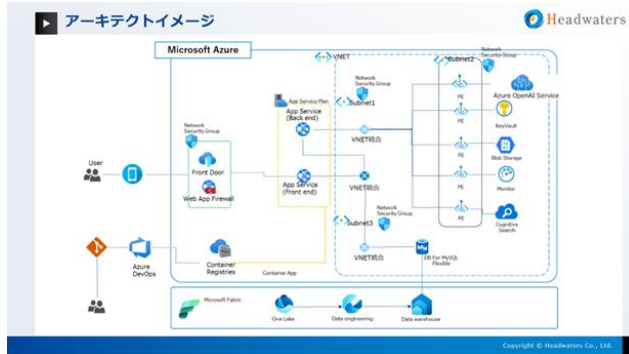 アーキテクトイメージ
Headwaters
Microsoft Azure
VNET
Network
Security Group
Subnet2
Network
Security Group
Subnet1
App Service Plan
App Service
(Back end)
VNET統合
PE
Azure OpenAI Service
PE
KeyVault
PE
Blob Storage
PE
Monitor
PE
Cognitive
Search
Network
Security Group
User
Front Door
Web App Firewall
App Service
(Front end)
VNET統合
Network
Security Group
Subnet3
VNET統合
DB For MySQL
Flexible
Azure
DevOps
Container
Registries
Container App
Microsoft Fabric
One Lake
Data engineering
Data warehouse
Copyright © Headwaters Co., Ltd.